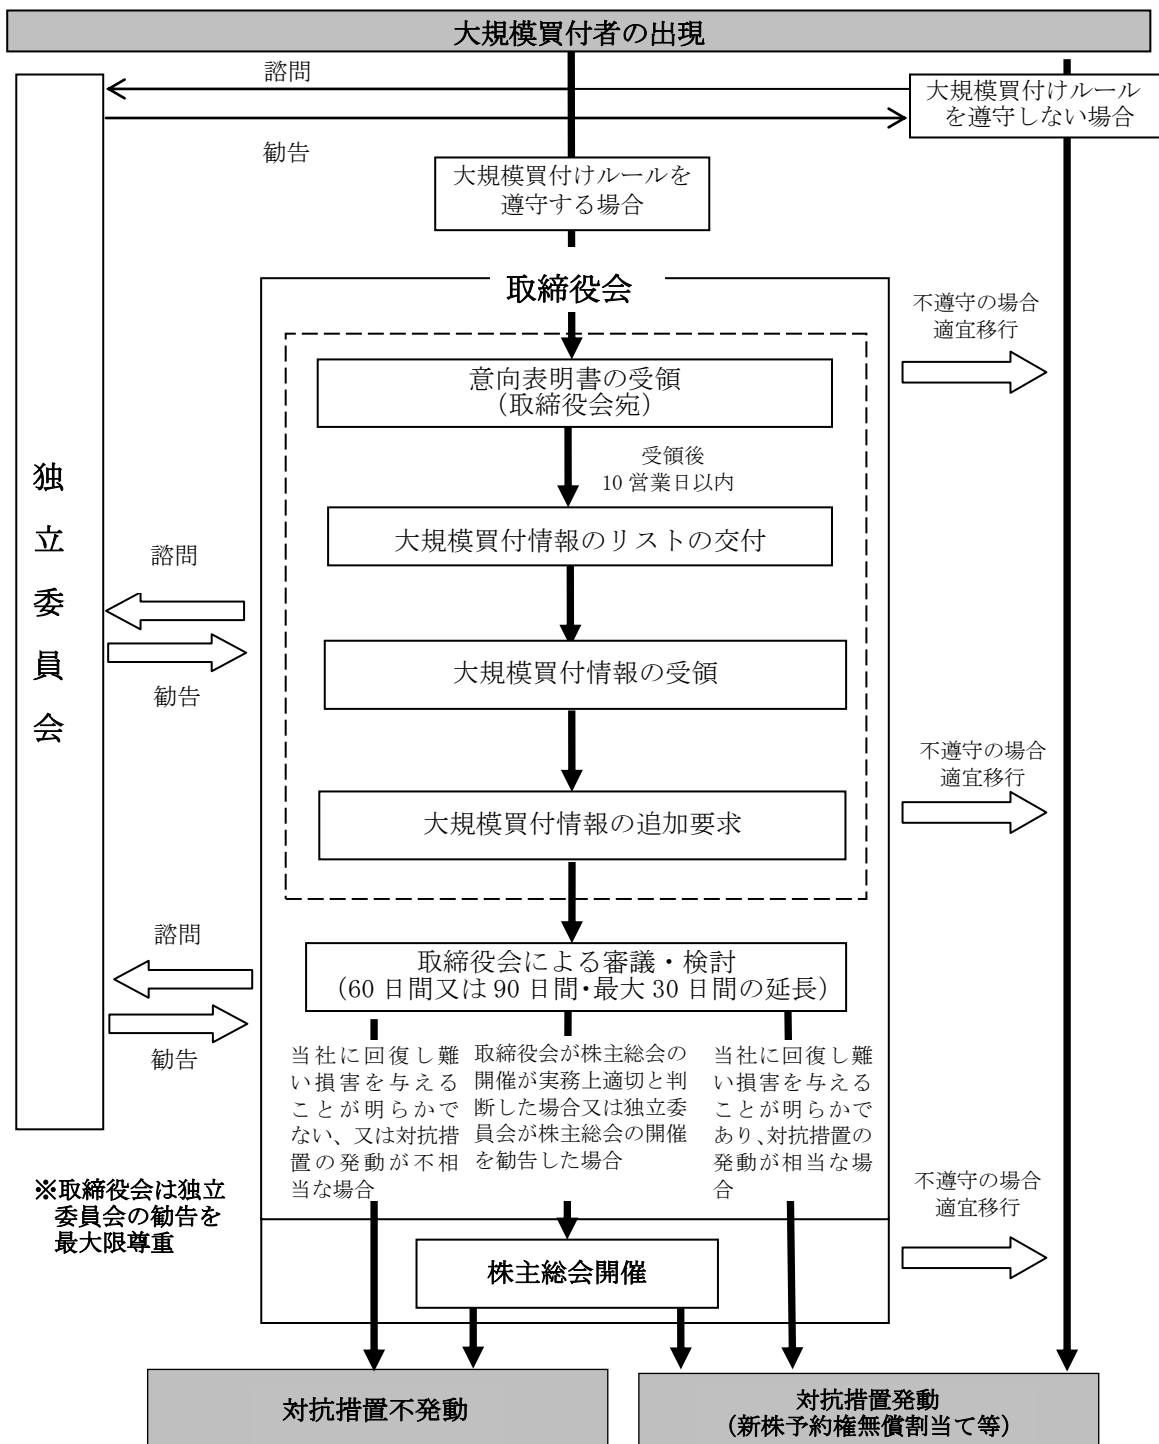 大規模買付者の出現
諮問
大規模買付けルール
を遵守しない場合
勧告
大規模買付けルールを
遵守する場合
取締役会
不遵守の場合
適宜移行
意向表明書の受領
（取締役会宛）
受領後
10 営業日以内
大規模買付情報のリストの交付
独
立
委
員
会
諮問
勧告
大規模買付情報の受領
不遵守の場合
適宜移行
大規模買付情報の追加要求
諮問
勧告
取締役会による審議・検討
（60 日間又は 90 日間・最大 30 日間の延長）
当社に回復し難
い損害を与える
ことが明らかで
ない、又は対抗措
置の発動が不相
当な場合
取締役会が株主総会の
開催が実務上適切と判
断した場合又は独立委
員会が株主総会の開催
を勧告した場合
当社に回復し難
い損害を与える
ことが明らかで
あり、対抗措置の
発動が相当な場
合
不遵守の場合
適宜移行
※取締役会は独立
委員会の勧告を
最大限尊重
株主総会開催
対抗措置不発動
対抗措置発動
（新株予約権無償割当て等）